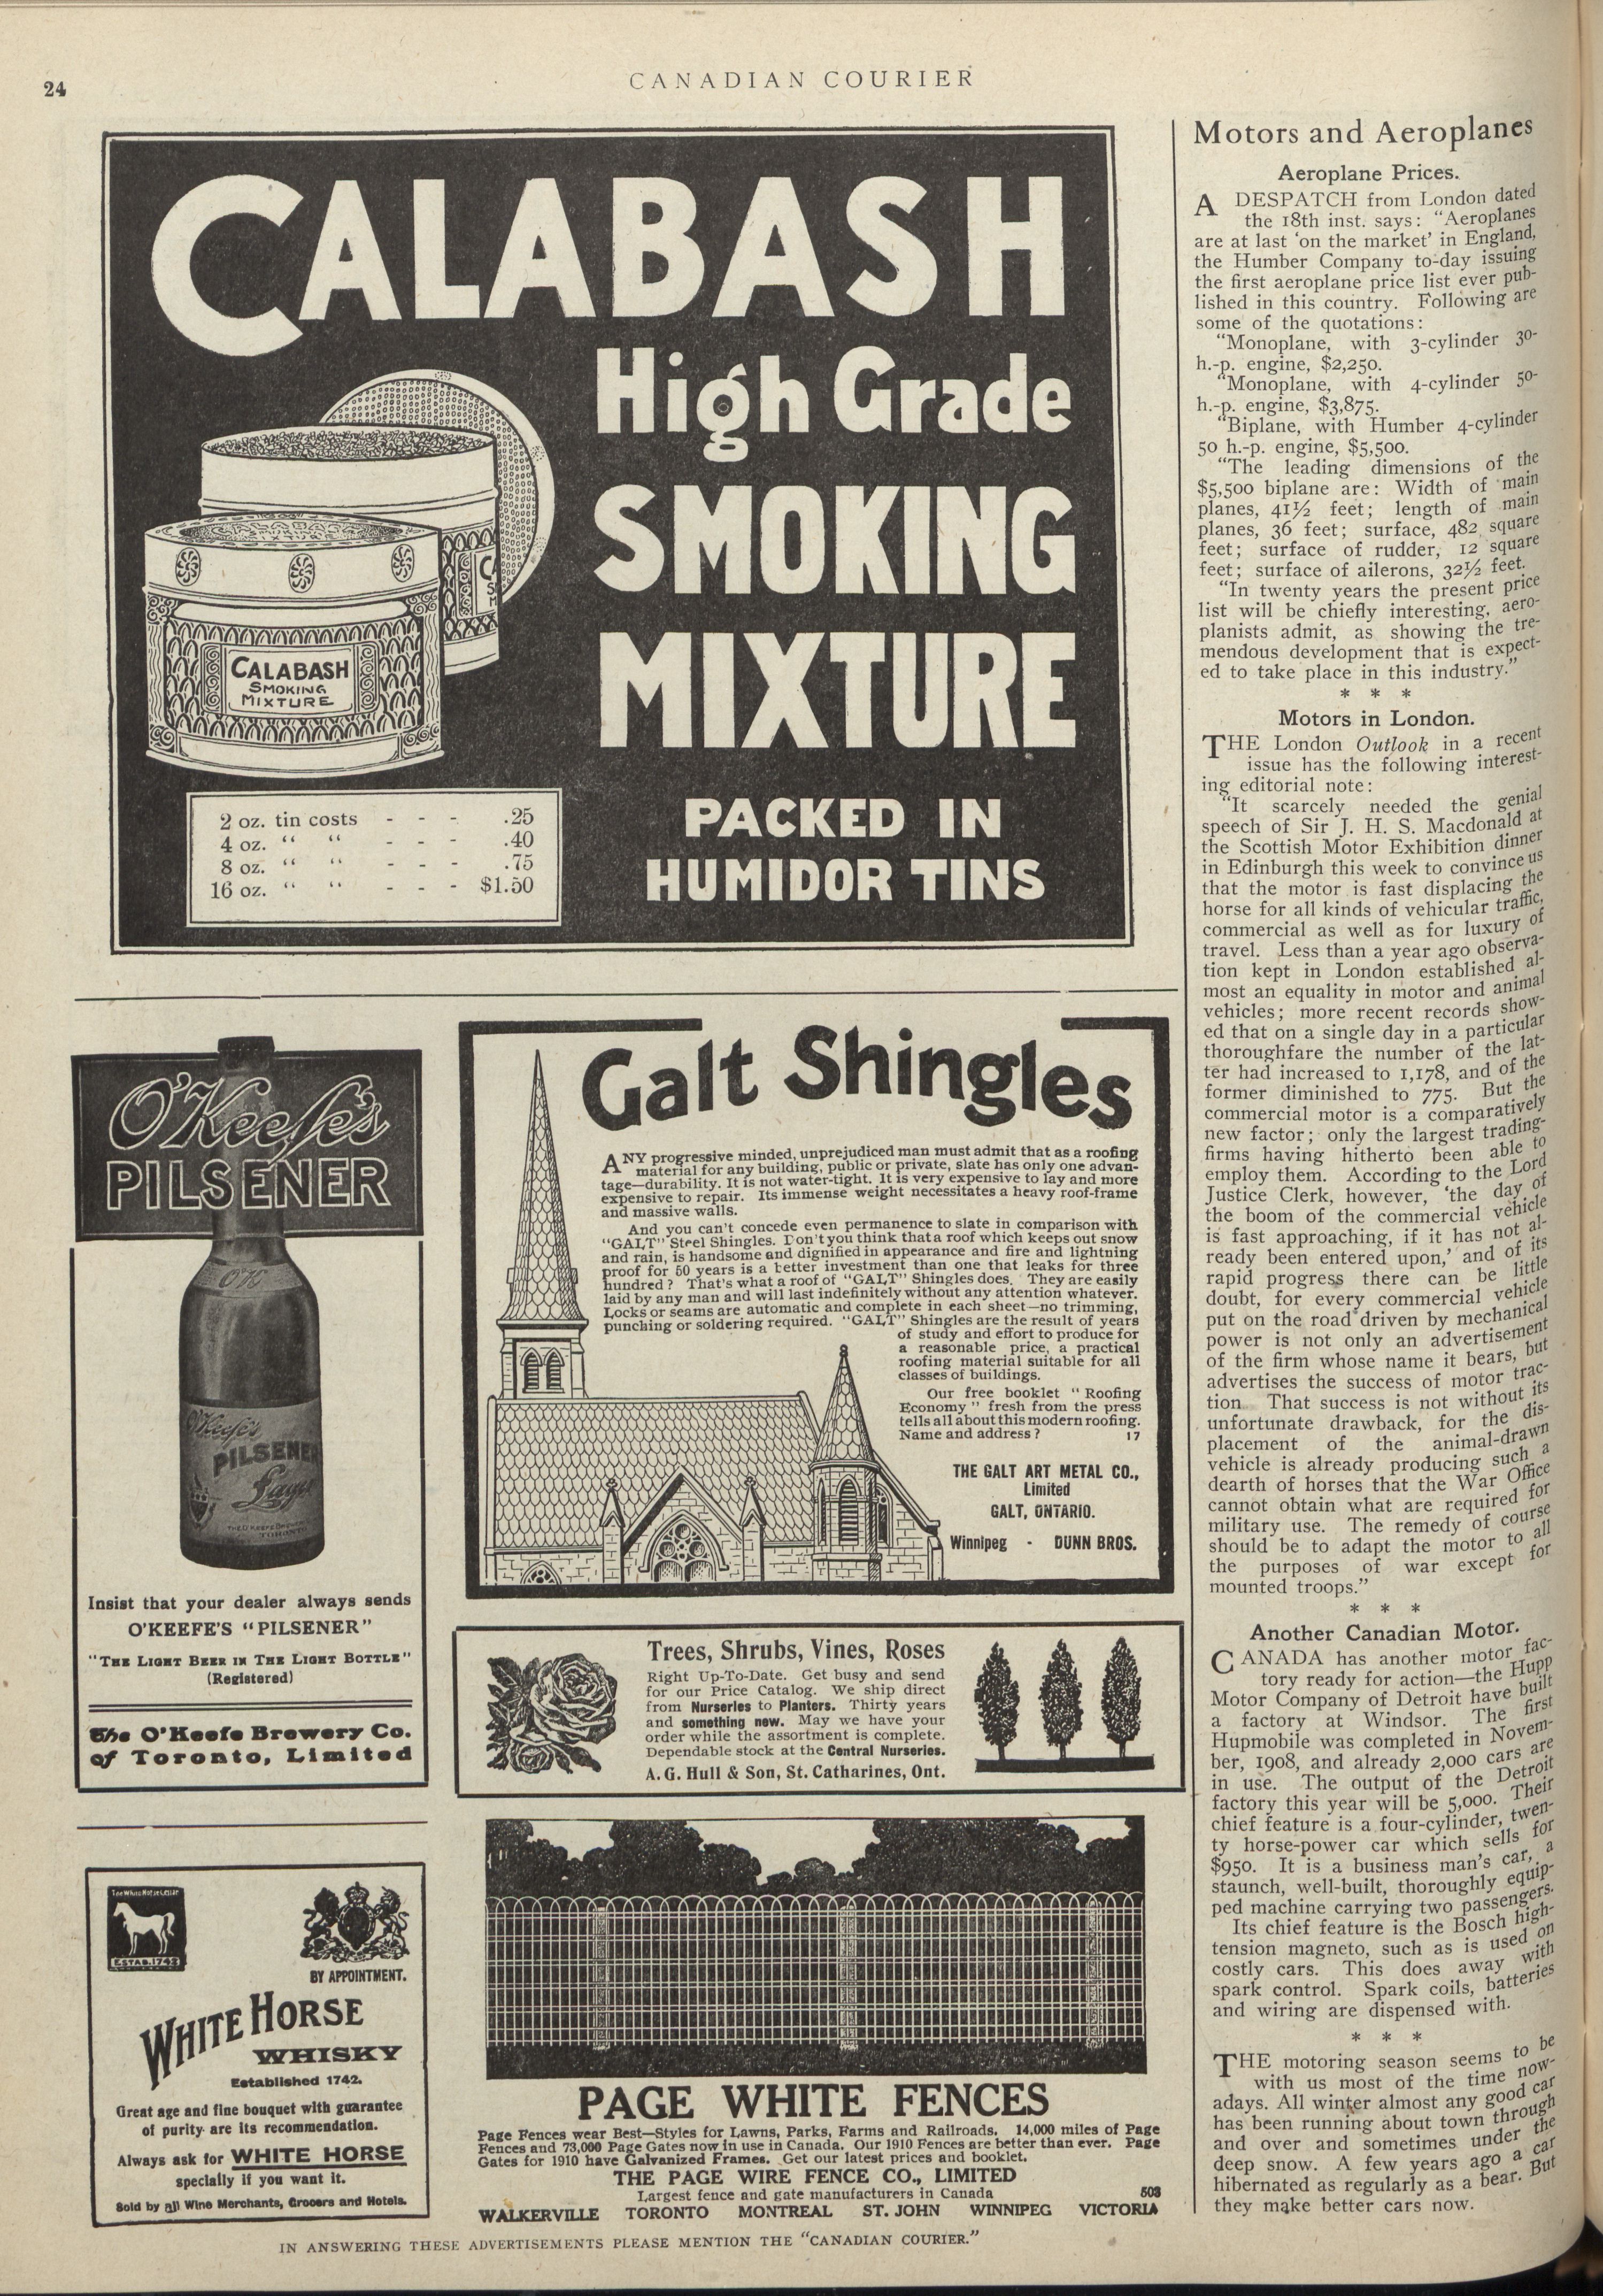 24
CANADIAN COURIER
CALABASH
High Grade
SMOKING
MIXTURE
PACKED IN
HUMIDOR TINS
CALABASH
SMOKING
MIXTURE
2 oz. tin costs - - - .25
4 oz. “ “ - - - .40
8 oz. “ “ - - - .75
16 oz. “ “ - - - $1.50
O'Keefe's
PILSENER
OK
O'Keefe's
PILSENER
Lager
TORONTO
Insist that your dealer always sends
O'KEEFE'S "PILSENER"
"THE LIGHT BEER IN THE LIGHT BOTTLE"
(Registered)
The O'Keefe Brewery Co.
of Toronto, Limited
The White Horse Cellar
ESTAB. 1742
BY APPOINTMENT.
WHITE HORSE
WHISKY
Established 1742.
Great age and fine bouquet with guarantee
of purity are its recommendation.
Always ask for WHITE HORSE
specially if you want it.
Sold by all Wine Merchants, Grocers and Hotels.
Galt Shingles
ANY progressive minded, unprejudiced man must admit that as a roofing
material for any building, public or private, slate has only one advan-
tage—durability. It is not water-tight. It is very expensive to lay and more
expensive to repair. Its immense weight necessitates a heavy roof-frame
and massive walls.
And you can't concede even permanence to slate in comparison with
"GALT" Steel Shingles. Don't you think that a roof which keeps out snow
and rain, is handsome and dignified in appearance and fire and lightning
proof for 50 years is a better investment than one that leaks for three
hundred? That's what a roof of "GALT" Shingles does. They are easily
laid by any man and will last indefinitely without any attention whatever.
Locks or seams are automatic and complete in each sheet—no trimming,
punching or soldering required. "GALT" Shingles are the result of years
of study and effort to produce for
a reasonable price, a practical
roofing material suitable for all
classes of buildings.
Our free booklet "Roofing
Economy" fresh from the press
tells all about this modern roofing.
Name and address? 17
THE GALT ART METAL CO.,
Limited
GALT, ONTARIO.
Winnipeg - DUNN BROS.
Trees, Shrubs, Vines, Roses
Right Up-To-Date. Get busy and send
for our Price Catalog. We ship direct
from Nurseries to Planters. Thirty years
and something new. May we have your
order while the assortment is complete.
Dependable stock at the Central Nurseries.
A. G. Hull & Son, St. Catharines, Ont.
PAGE WHITE FENCES
Page Fences wear Best—Styles for Lawns, Parks, Farms and Railroads. 14,000 miles of Page
Fences and 73,000 Page Gates now in use in Canada. Our 1910 Fences are better than ever. Page
Gates for 1910 have Galvanized Frames. Get our latest prices and booklet.
THE PAGE WIRE FENCE CO., LIMITED
Largest fence and gate manufacturers in Canada 503
WALKERVILLE TORONTO MONTREAL ST. JOHN WINNIPEG VICTORIA
Motors and Aeroplanes
Aeroplane Prices.
A DESPATCH from London dated
the 18th inst. says: "Aeroplanes
are at last 'on the market' in England,
the Humber Company to-day issuing
the first aeroplane price list ever pub-
lished in this country. Following are
some of the quotations:
"Monoplane, with 3-cylinder 30-
h.-p. engine, $2,250.
"Monoplane, with 4-cylinder 50-
h.-p. engine, $3,875.
"Biplane, with Humber 4-cylinder
50 h.-p. engine, $5,500.
"The leading dimensions of the
$5,500 biplane are: Width of main
planes, 41½ feet; length of main
planes, 36 feet; surface, 482 square
feet; surface of rudder, 12 square
feet; surface of ailerons, 32½ feet.
"In twenty years the present price
list will be chiefly interesting, aero-
planists admit, as showing the tre-
mendous development that is expect-
ed to take place in this industry."
* * *
Motors in London.
THE London Outlook in a recent
issue has the following interest-
ing editorial note:
"It scarcely needed the genial
speech of Sir J. H. S. Macdonald at
the Scottish Motor Exhibition dinner
in Edinburgh this week to convince us
that the motor is fast displacing the
horse for all kinds of vehicular traffic,
commercial as well as for luxury of
travel. Less than a year ago observa-
tion kept in London established al-
most an equality in motor and animal
vehicles; more recent records show-
ed that on a single day in a particular
thoroughfare the number of the lat-
ter had increased to 1,178, and of the
former diminished to 775. But the
commercial motor is a comparatively
new factor; only the largest trading-
firms having hitherto been able to
employ them. According to the Lord
Justice Clerk, however, 'the day of
the boom of the commercial vehicle
is fast approaching, if it has not al-
ready been entered upon,' and of its
rapid progress there can be little
doubt, for every commercial vehicle
put on the road driven by mechanical
power is not only an advertisement
of the firm whose name it bears, but
advertises the success of motor trac-
tion That success is not without its
unfortunate drawback, for the dis-
placement of the animal-drawn
vehicle is already producing such a
dearth of horses that the War Office
cannot obtain what are required for
military use. The remedy of course
should be to adapt the motor to all
the purposes of war except for
mounted troops."
* * *
Another Canadian Motor.
CANADA has another motor fac-
tory ready for action—the Hupp
Motor Company of Detroit have built
a factory at Windsor. The first
Hupmobile was completed in Novem-
ber, 1908, and already 2,000 cars are
in use. The output of the Detroit
factory this year will be 5,000. Their
chief feature is a four-cylinder, twen-
ty horse-power car which sells for
$950. It is a business man's car, a
staunch, well-built, thoroughly equip-
ped machine carrying two passengers.
Its chief feature is the Bosch high-
tension magneto, such as is used on
costly cars. This does away with
spark control. Spark coils, batteries
and wiring are dispensed with.
* * *
THE motoring season seems to be
with us most of the time now-
adays. All winter almost any good car
has been running about town through
and over and sometimes under the
deep snow. A few years ago a car
hibernated as regularly as a bear. But
they make better cars now.
IN ANSWERING THESE ADVERTISEMENTS PLEASE MENTION THE "CANADIAN COURIER."